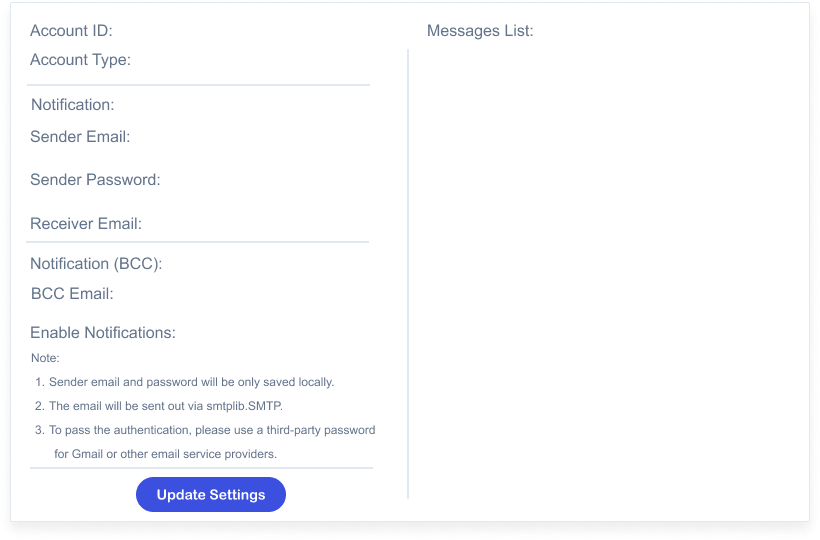 Account ID:
Account Type:
Notification:
Sender Email:
Sender Password:
Receiver Email:
Notification (BCC):
BCC Email:
Enable Notifications:
Note:
1. Sender email and password will be only saved locally.
2. The email will be sent out via smtplib.SMTP.
3. To pass the authentication, please use a third-party password
for Gmail or other email service providers.
Update Settings
Messages List: